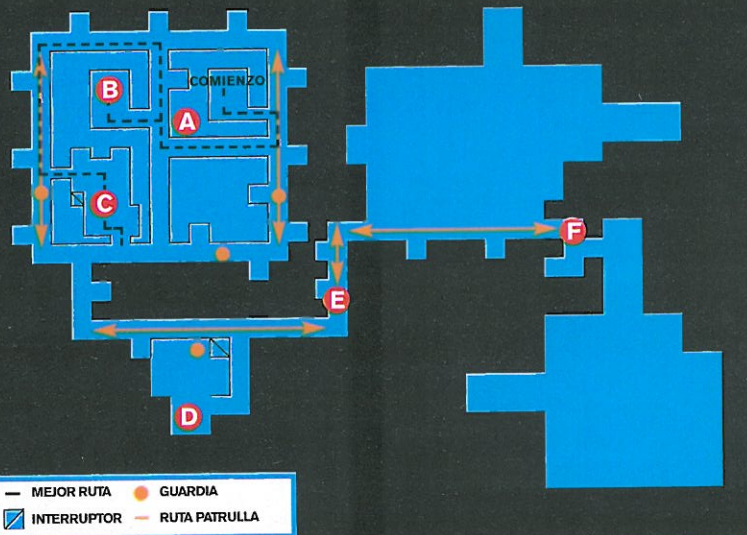 COMIENZO
B
A
C
F
E
D
MEJOR RUTA
GUARDIA
INTERRUPTOR
RUTA PATRULLA